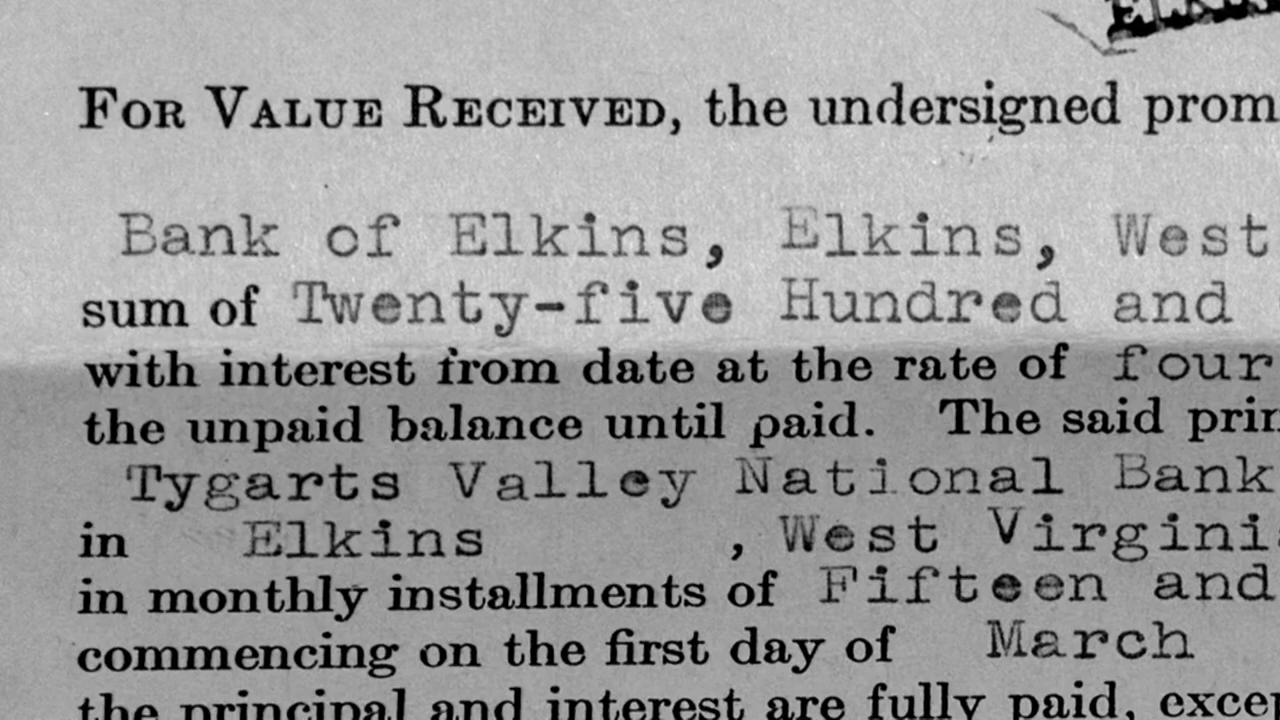 FOR VALUE RECEIVED, the undersigned prom
Bank of Elkins, Elkins, West
sum of Twenty-five Hundred and
with interest from date at the rate of four
the unpaid balance until paid. The said prin
Tygarts Valley National Bank
in Elkins , West Virginia
in monthly installments of Fifteen and
commencing on the first day of March
the principal and interest are fully paid, excep